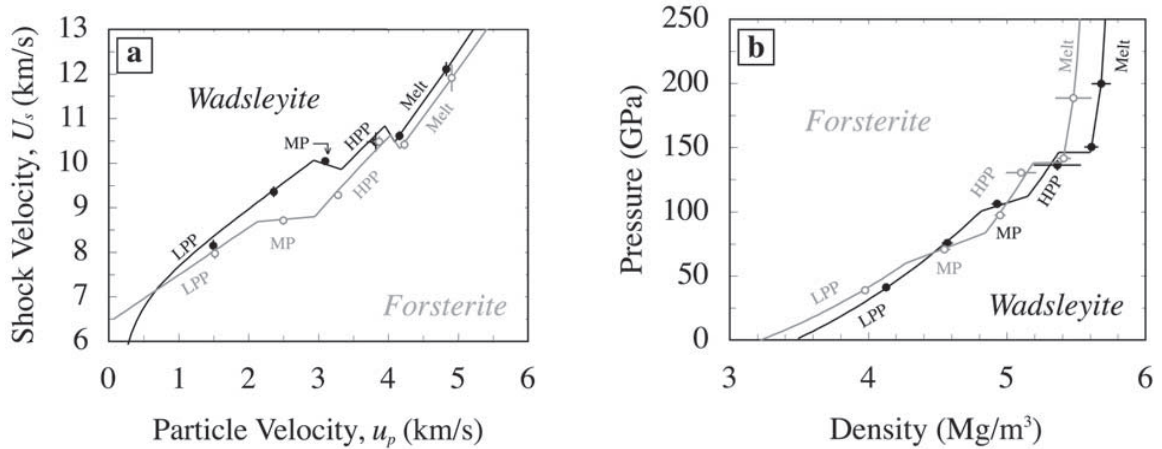 a
Shock Velocity, Us (km/s)
13
12
11
10
9
8
7
6
0
1
2
3
4
5
6
Particle Velocity, up (km/s)
Wadsleyite
Forsterite
LPP
MP
HPP
Melt
LPP
MP
HPP
Melt
b
Pressure (GPa)
250
200
150
100
50
0
3
4
5
6
Density (Mg/m³)
Forsterite
Wadsleyite
LPP
MP
HPP
Melt
LPP
MP
HPP
Melt